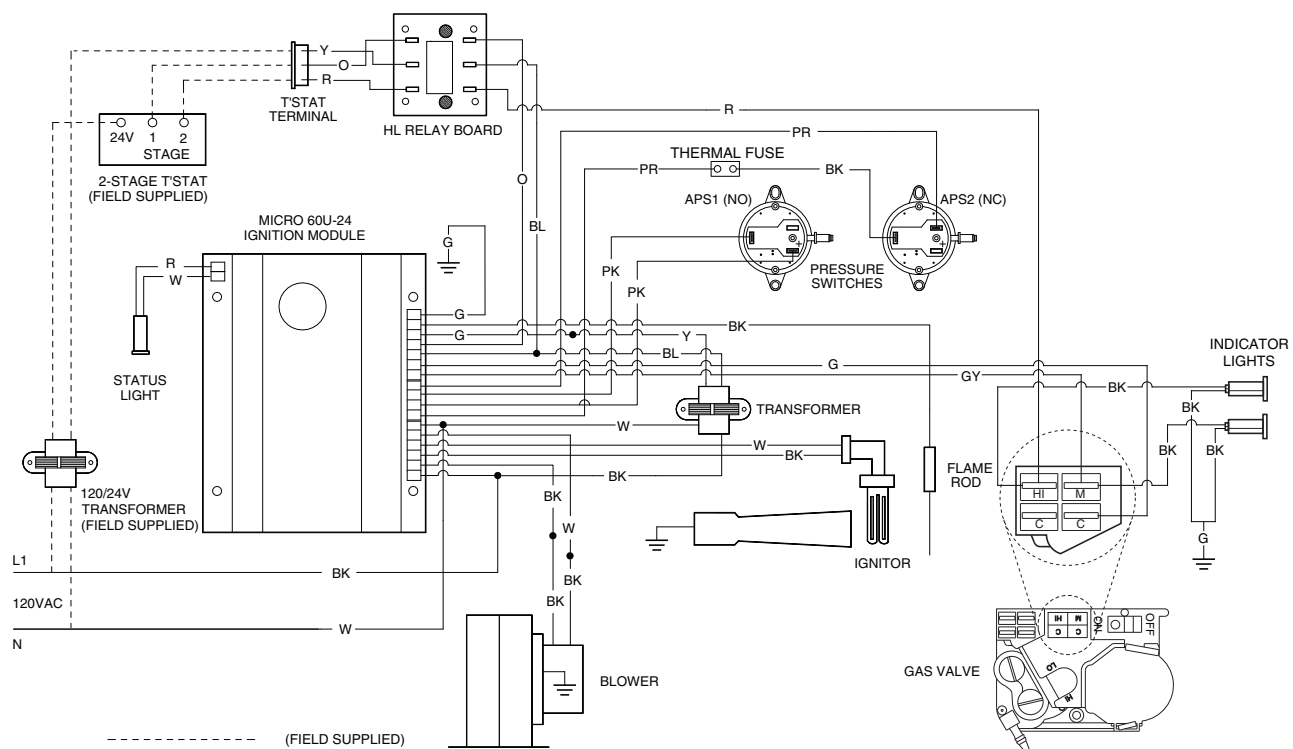 Y
O
R
T'STAT
TERMINAL
HL RELAY BOARD
R
24V 1 2
STAGE
2-STAGE T'STAT
(FIELD SUPPLIED)
PR
THERMAL FUSE
PR
BK
O
APS1 (NO)
APS2 (NC)
MICRO 60U-24
IGNITION MODULE
BL
G
R
W
PK
PK
PRESSURE
SWITCHES
G
BK
G
Y
BL
G
GY
INDICATOR
LIGHTS
BK
BK
BK
BK
STATUS
LIGHT
TRANSFORMER
W
W
BK
BK
FLAME
ROD
HI
M
C
C
120/24V
TRANSFORMER
(FIELD SUPPLIED)
BK
W
G
IGNITOR
L1
BK
BK
BK
120VAC
W
N
HI
M
C
C
ON
OFF
LO
HI
GAS VALVE
BLOWER
(FIELD SUPPLIED)